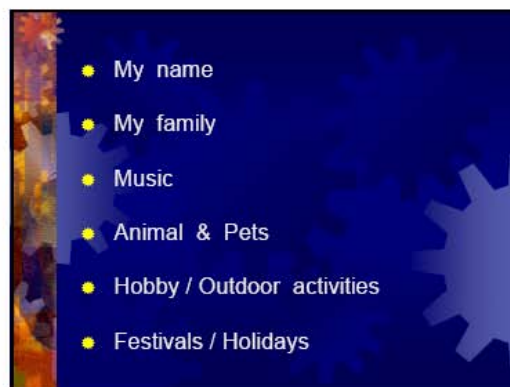 My name
My family
Music
Animal & Pets
Hobby / Outdoor activities
Festivals / Holidays